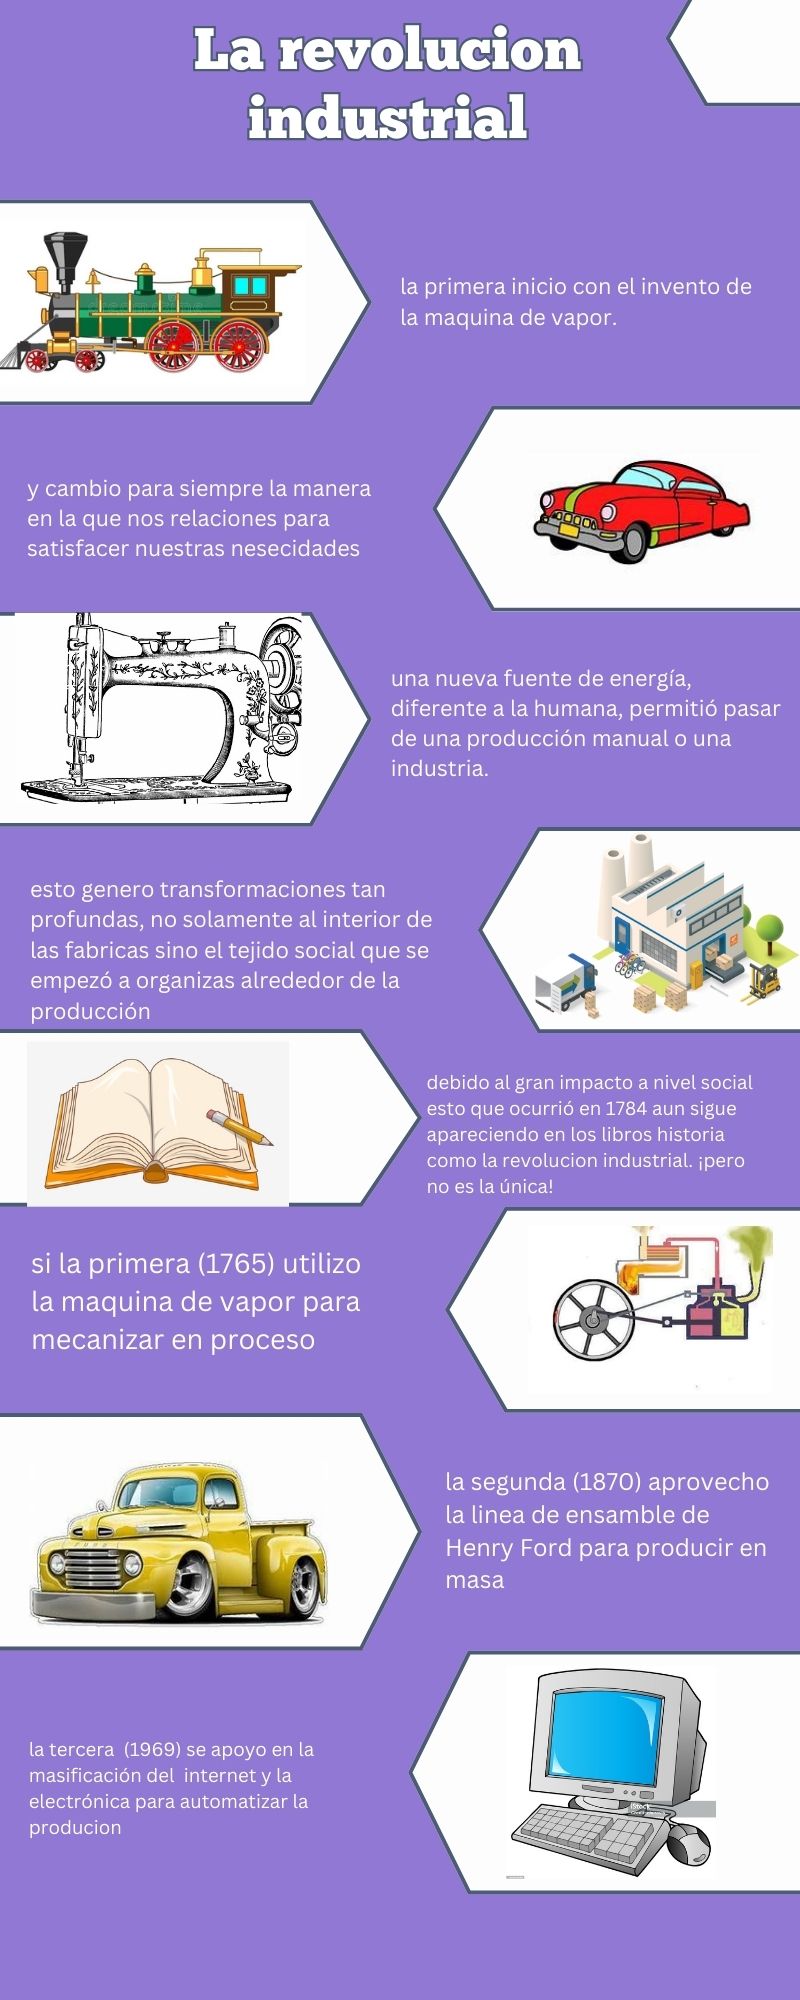 La revolucion
industrial
la primera inicio con el invento de
la maquina de vapor.
y cambio para siempre la manera
en la que nos relaciones para
satisfacer nuestras nesecidades
una nueva fuente de energía,
diferente a la humana, permitió pasar
de una producción manual o una
industria.
esto genero transformaciones tan
profundas, no solamente al interior de
las fabricas sino el tejido social que se
empezó a organizas alrededor de la
producción
debido al gran impacto a nivel social
esto que ocurrió en 1784 aun sigue
apareciendo en los libros historia
como la revolucion industrial. ¡pero
no es la única!
si la primera (1765) utilizo
la maquina de vapor para
mecanizar en proceso
la segunda (1870) aprovecho
la linea de ensamble de
Henry Ford para producir en
masa
la tercera (1969) se apoyo en la
masificación del internet y la
electrónica para automatizar la
producion
iStock